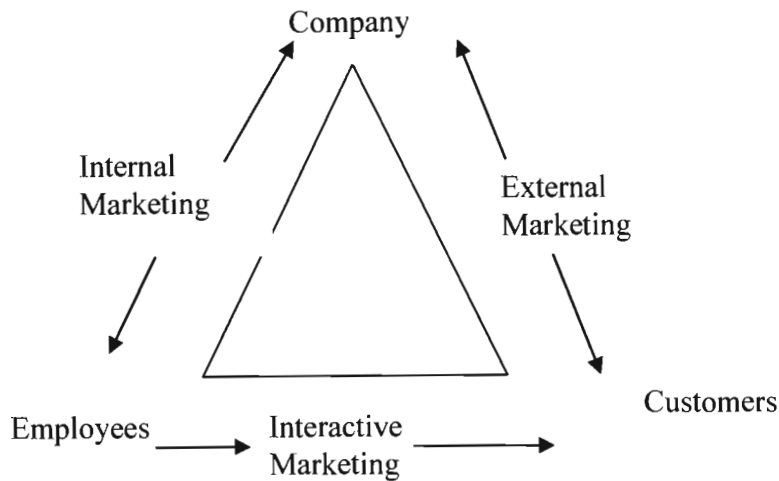 Company
Internal
Marketing
External
Marketing
Customers
Employees
Interactive
Marketing